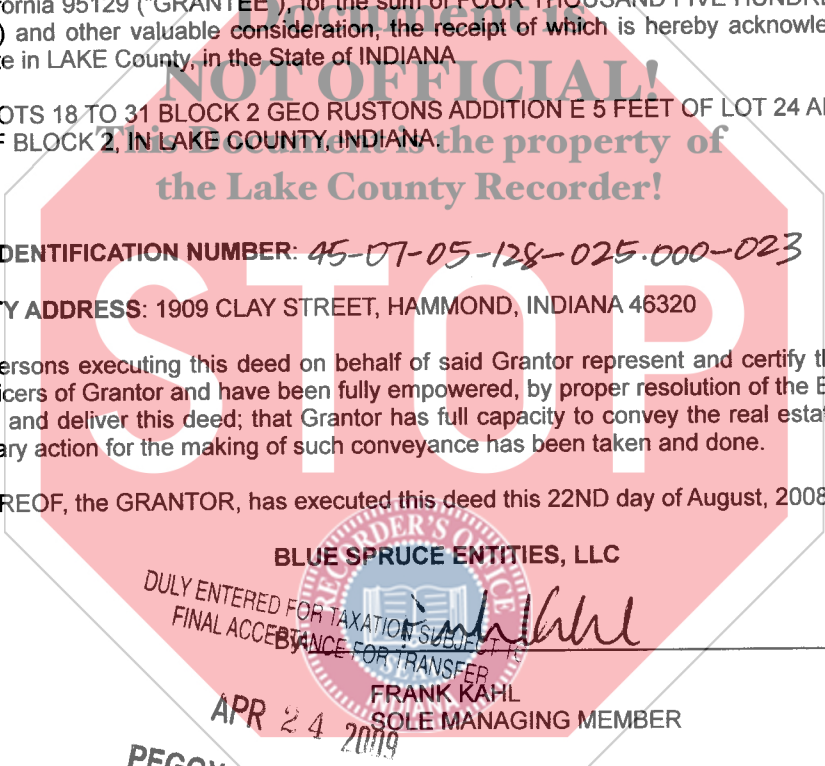 ornia 95129 ("GRANTEE"), for the sum of FOUR THOUSAND FIVE HUNDRE
) and other valuable consideration, the receipt of which is hereby acknowle
e in LAKE County, in the State of INDIANA
Document is
NOT OFFICIAL!
This Document is the property of
the Lake County Recorder!
OTS 18 TO 31 BLOCK 2 GEO RUSTONS ADDITION E 5 FEET OF LOT 24 A
F BLOCK 2, IN LAKE COUNTY, INDIANA.
DENTIFICATION NUMBER: 45-07-05-128-025.000-023
Y ADDRESS: 1909 CLAY STREET, HAMMOND, INDIANA 46320
STOP
ersons executing this deed on behalf of said Grantor represent and certify th
icers of Grantor and have been fully empowered, by proper resolution of the B
and deliver this deed; that Grantor has full capacity to convey the real estat
ary action for the making of such conveyance has been taken and done.
REOF, the GRANTOR, has executed this deed this 22ND day of August, 2008
BLUE SPRUCE ENTITIES, LLC
RECORDER'S OFFICE
SEAL
INDIANA
DULY ENTERED FOR TAXATION SUBJECT TO
FINAL ACCEPTANCE FOR TRANSFER
BY
FRANK KAHL
SOLE MANAGING MEMBER
APR 24 2009
PEGGY